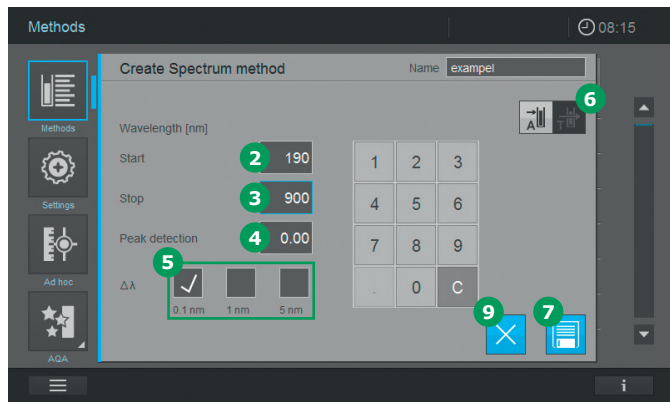 Methods
08:15
Create Spectrum method
Name exampel
6
A T
Methods
Wavelength [nm]
Start 2 190
1 2 3
Settings
Stop 3 900
4 5 6
Peak detection 4 0.00
7 8 9
5
Ad hoc
Δλ
. 0 C
0.1 nm 1 nm 5 nm
9 7
AQA
i